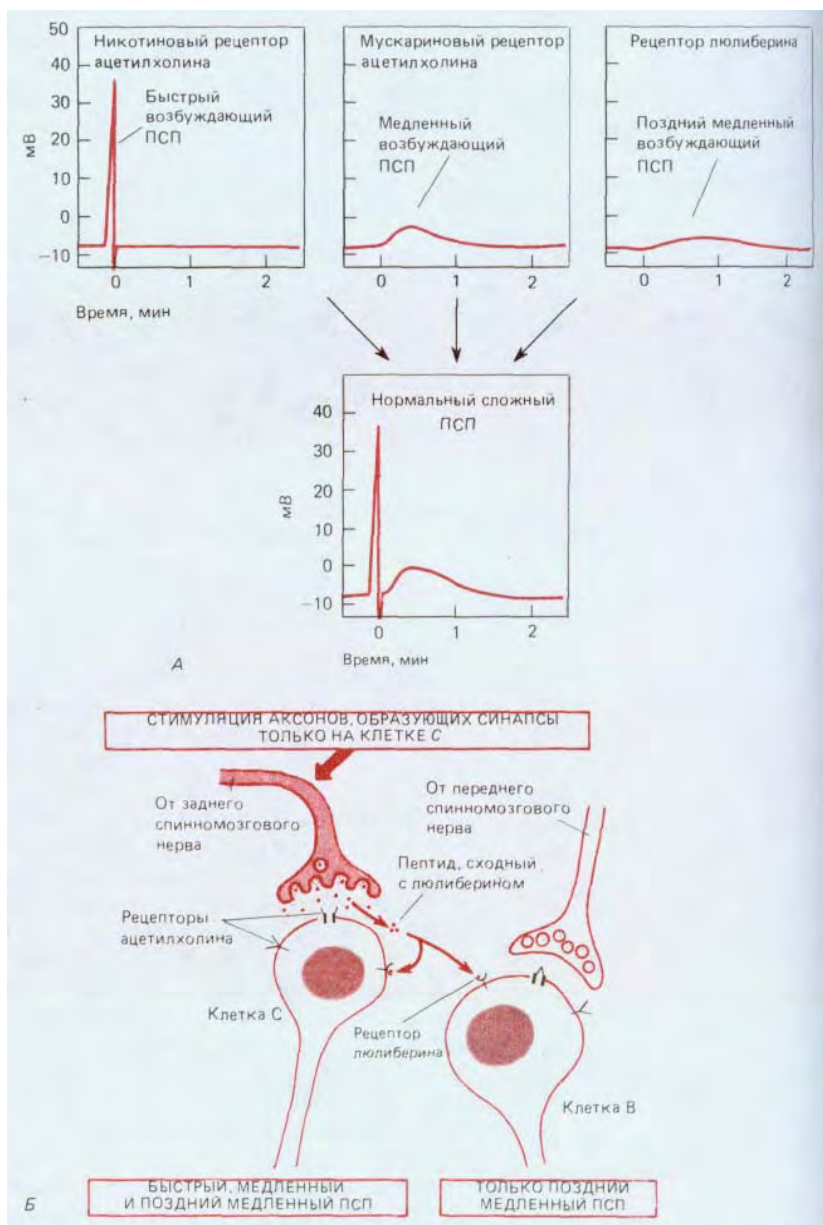 Никотиновый рецептор
ацетилхолина
Быстрый
возбуждающий
ПСП
50
40
30
20
10
0
−10
мВ
0 1 2
Время, мин
Мускариновый рецептор
ацетилхолина
Медленный
возбуждающий
ПСП
0 1 2
Рецептор люлиберина
Поздний медленный
возбуждающий
ПСП
0 1 2
Нормальный сложный
ПСП
40
30
20
10
0
−10
мВ
0 1 2
Время, мин
А
СТИМУЛЯЦИЯ АКСОНОВ, ОБРАЗУЮЩИХ СИНАПСЫ
ТОЛЬКО НА КЛЕТКЕ С
От заднего
спинномозгового
нерва
От переднего
спинномозгового
нерва
Пептид, сходный
с люлиберином
Рецепторы
ацетилхолина
Клетка С
Рецептор
люлиберина
Клетка В
Б
БЫСТРЫЙ, МЕДЛЕННЫЙ
И ПОЗДНИЙ МЕДЛЕННЫЙ ПСП
ТОЛЬКО ПОЗДНИЙ
МЕДЛЕННЫЙ ПСП